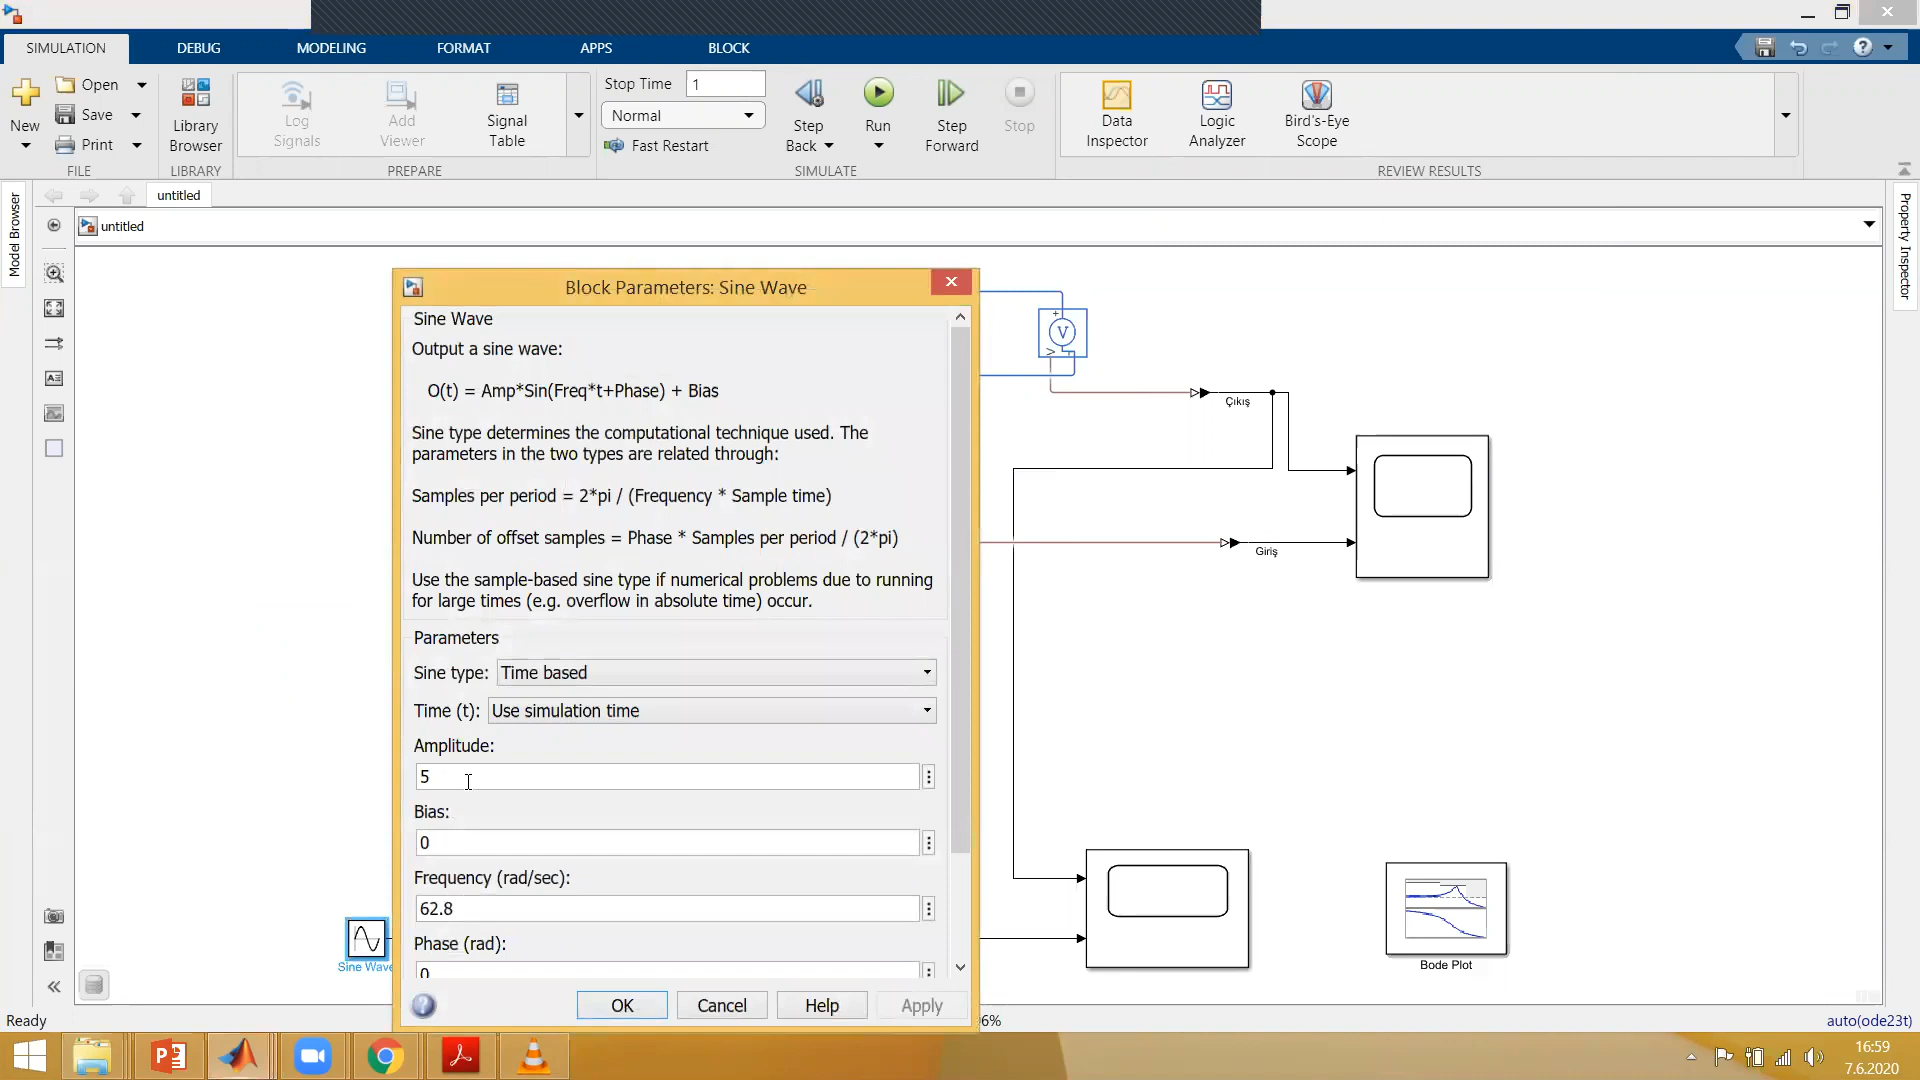 SIMULATION
DEBUG
MODELING
FORMAT
APPS
BLOCK
New
Open
Save
Print
FILE
Library
Browser
LIBRARY
Log
Signals
Add
Viewer
Signal
Table
PREPARE
Stop Time 1
Normal
Fast Restart
Step
Back
Run
Step
Forward
Stop
SIMULATE
Data
Inspector
Logic
Analyzer
Bird's-Eye
Scope
REVIEW RESULTS
Model Browser
untitled
untitled
Property Inspector
Block Parameters: Sine Wave
Sine Wave
Output a sine wave:
O(t) = Amp*Sin(Freq*t+Phase) + Bias
Sine type determines the computational technique used. The
parameters in the two types are related through:
Samples per period = 2*pi / (Frequency * Sample time)
Number of offset samples = Phase * Samples per period / (2*pi)
Use the sample-based sine type if numerical problems due to running
for large times (e.g. overflow in absolute time) occur.
Parameters
Sine type: Time based
Time (t): Use simulation time
Amplitude:
5
Bias:
0
Frequency (rad/sec):
62.8
Phase (rad):
0
OK
Cancel
Help
Apply
V
Çıkış
Giriş
Sine Wave
Bode Plot
Ready
6%
auto(ode23t)
16:59
7.6.2020